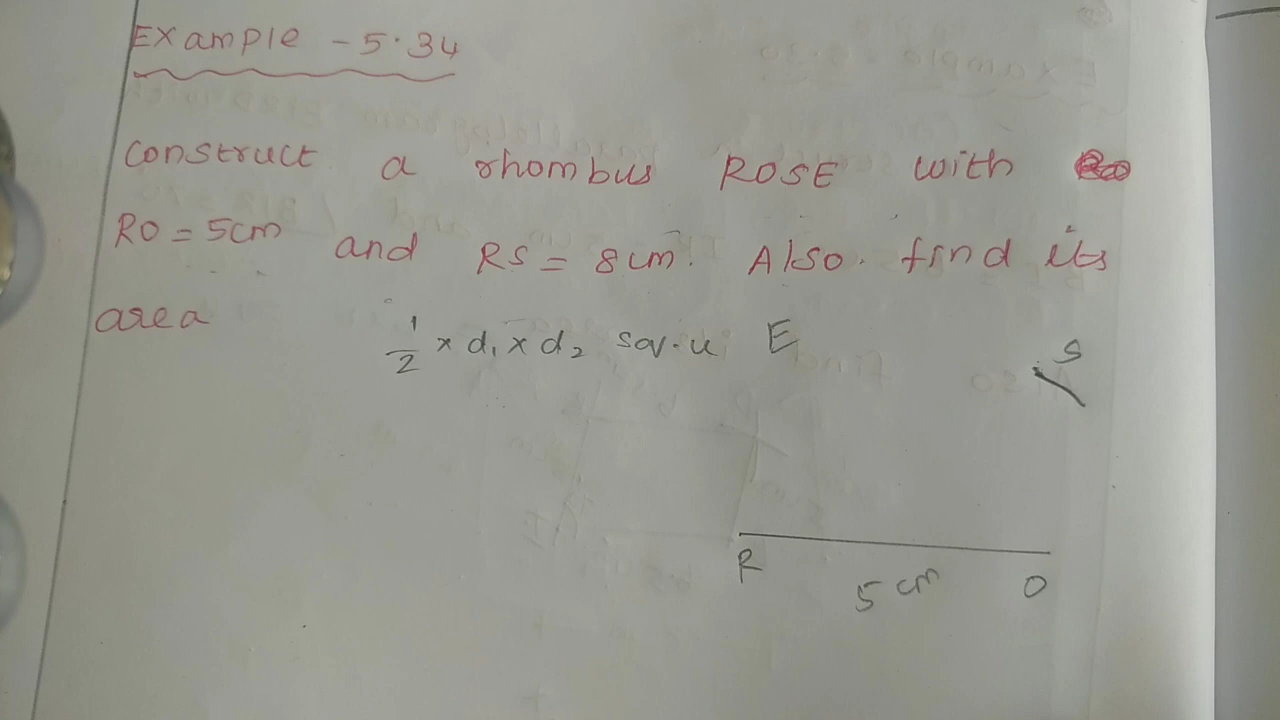 Example - 5.34
construct a rhombus ROSE with
RO = 5cm and RS = 8cm. Also. find its
area
1/2 x d1 x d2 sq.u E
S
R 5 cm O